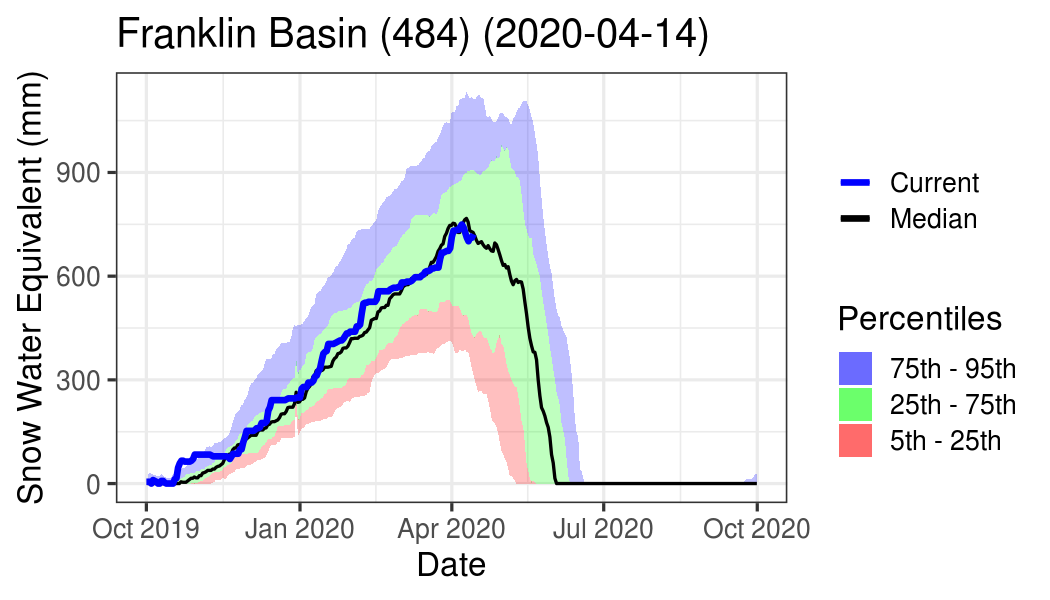 Franklin Basin (484) (2020-04-14)
Snow Water Equivalent (mm)
900
600
300
0
Oct 2019 Jan 2020 Apr 2020 Jul 2020 Oct 2020
Date
Current
Median
Percentiles
75th - 95th
25th - 75th
5th - 25th